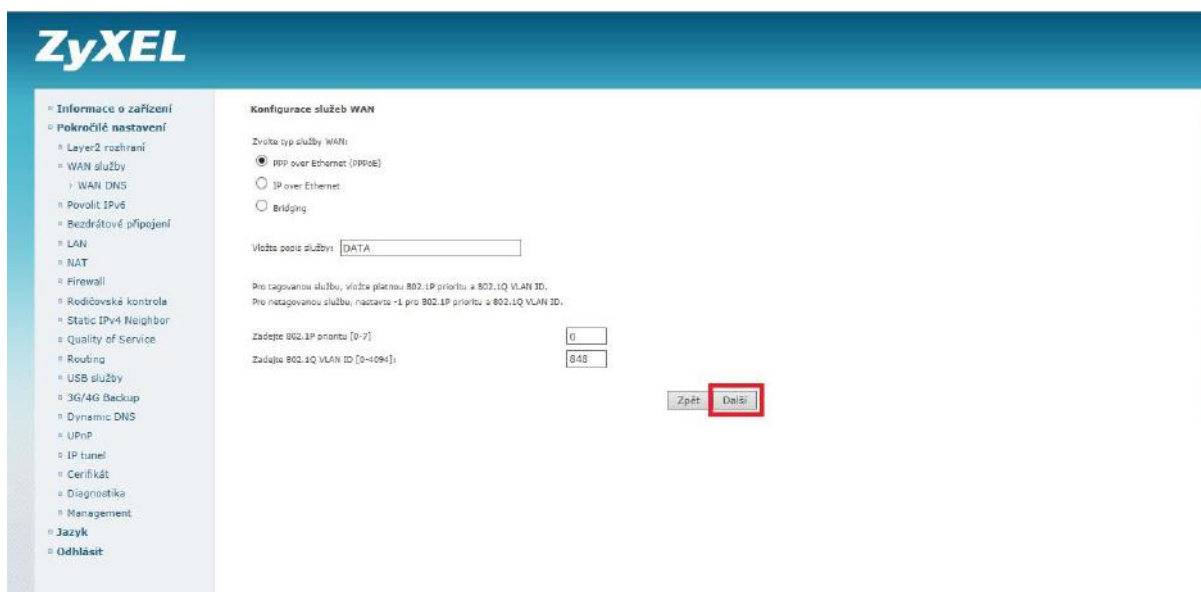 ZyXEL
Informace o zařízení
Pokročilé nastavení
Layer2 rozhraní
WAN služby
WAN DNS
Povolit IPv6
Bezdrátové připojení
LAN
NAT
Firewall
Rodičovská kontrola
Static IPv4 Neighbor
Quality of Service
Routing
USB služby
3G/4G Backup
Dynamic DNS
UPnP
IP tunel
Cerifikát
Diagnostika
Management
Jazyk
Odhlásit
Konfigurace služeb WAN
Zvolte typ služby WAN:
PPP over Ethernet (PPPoE)
IP over Ethernet
Bridging
Vložte popis služby: DATA
Pro tagovanou službu, vložte platnou 802.1P prioritu a 802.1Q VLAN ID.
Pro netagovanou službu, nastavte -1 pro 802.1P prioritu a 802.1Q VLAN ID.
Zadejte 802.1P prioritu [0-7] 0
Zadejte 802.1Q VLAN ID [0-4094]: 848
Zpět Další